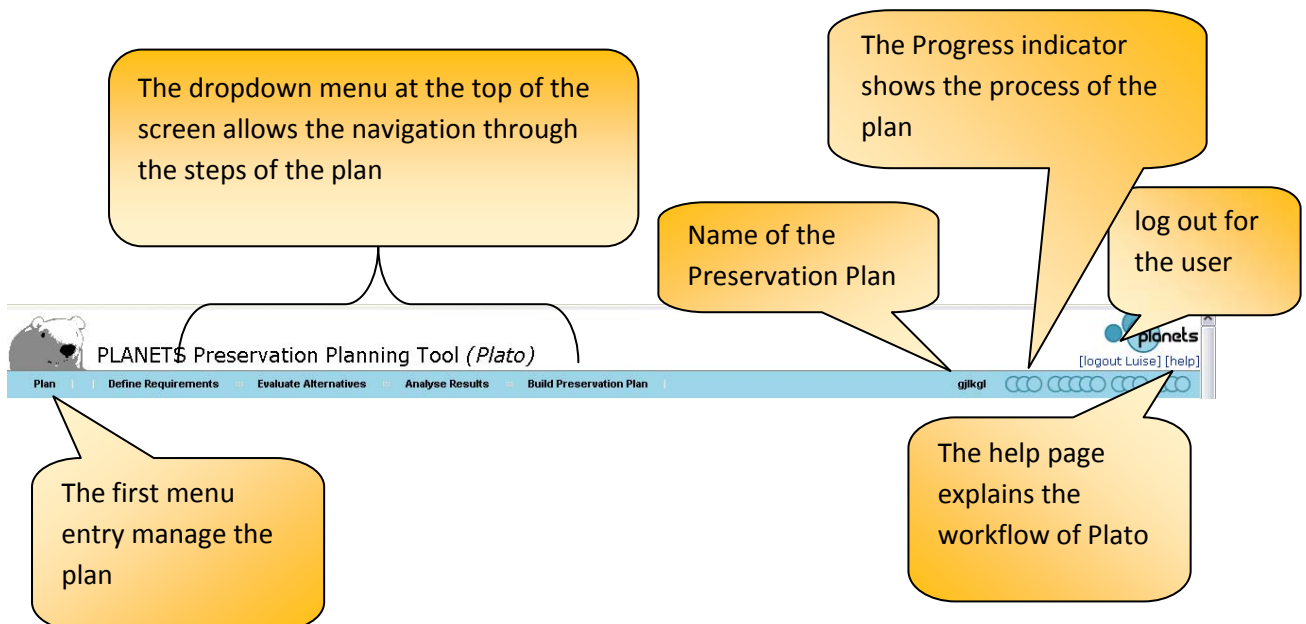 The dropdown menu at the top of the
screen allows the navigation through
the steps of the plan
The Progress indicator
shows the process of the
plan
Name of the
Preservation Plan
log out for
the user
PLANETS Preservation Planning Tool (Plato)
planets
[logout Luise] [help]
Plan | | Define Requirements :: Evaluate Alternatives :: Analyse Results :: Build Preservation Plan | gjlkgl
The first menu
entry manage the
plan
The help page
explains the
workflow of Plato